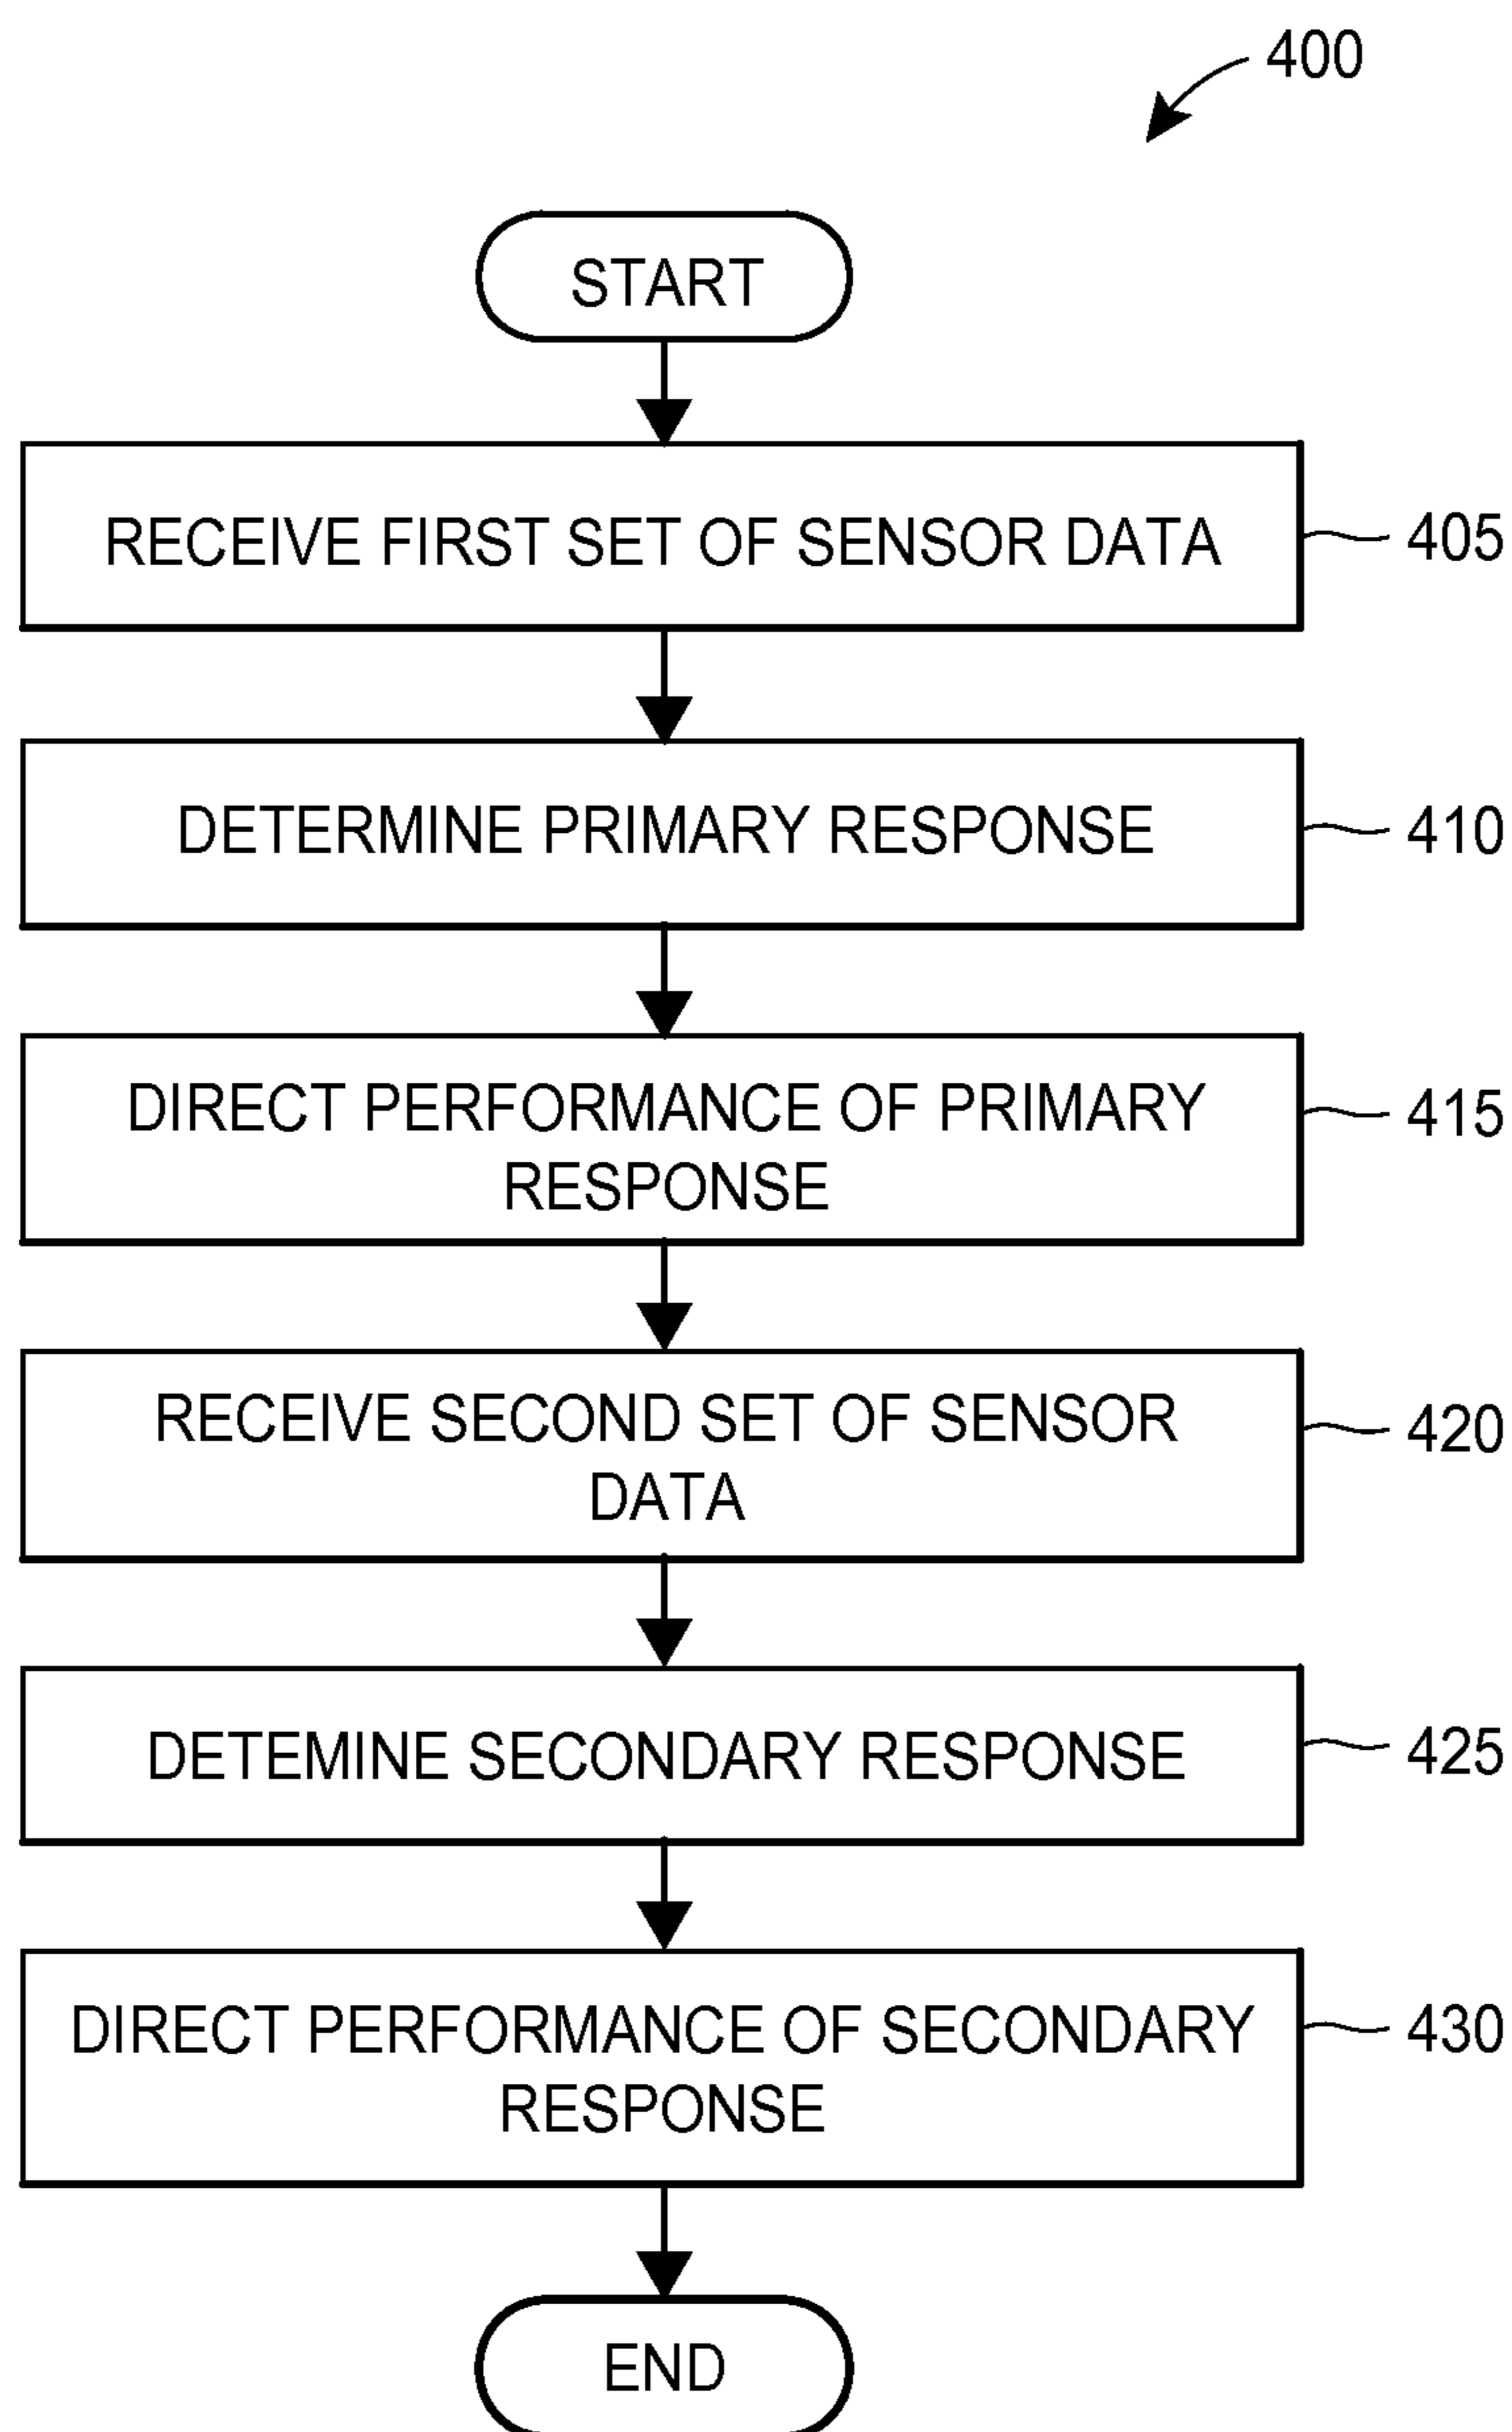 400
START
RECEIVE FIRST SET OF SENSOR DATA
405
DETERMINE PRIMARY RESPONSE
410
DIRECT PERFORMANCE OF PRIMARY
RESPONSE
415
RECEIVE SECOND SET OF SENSOR
DATA
420
DETEMINE SECONDARY RESPONSE
425
DIRECT PERFORMANCE OF SECONDARY
RESPONSE
430
END